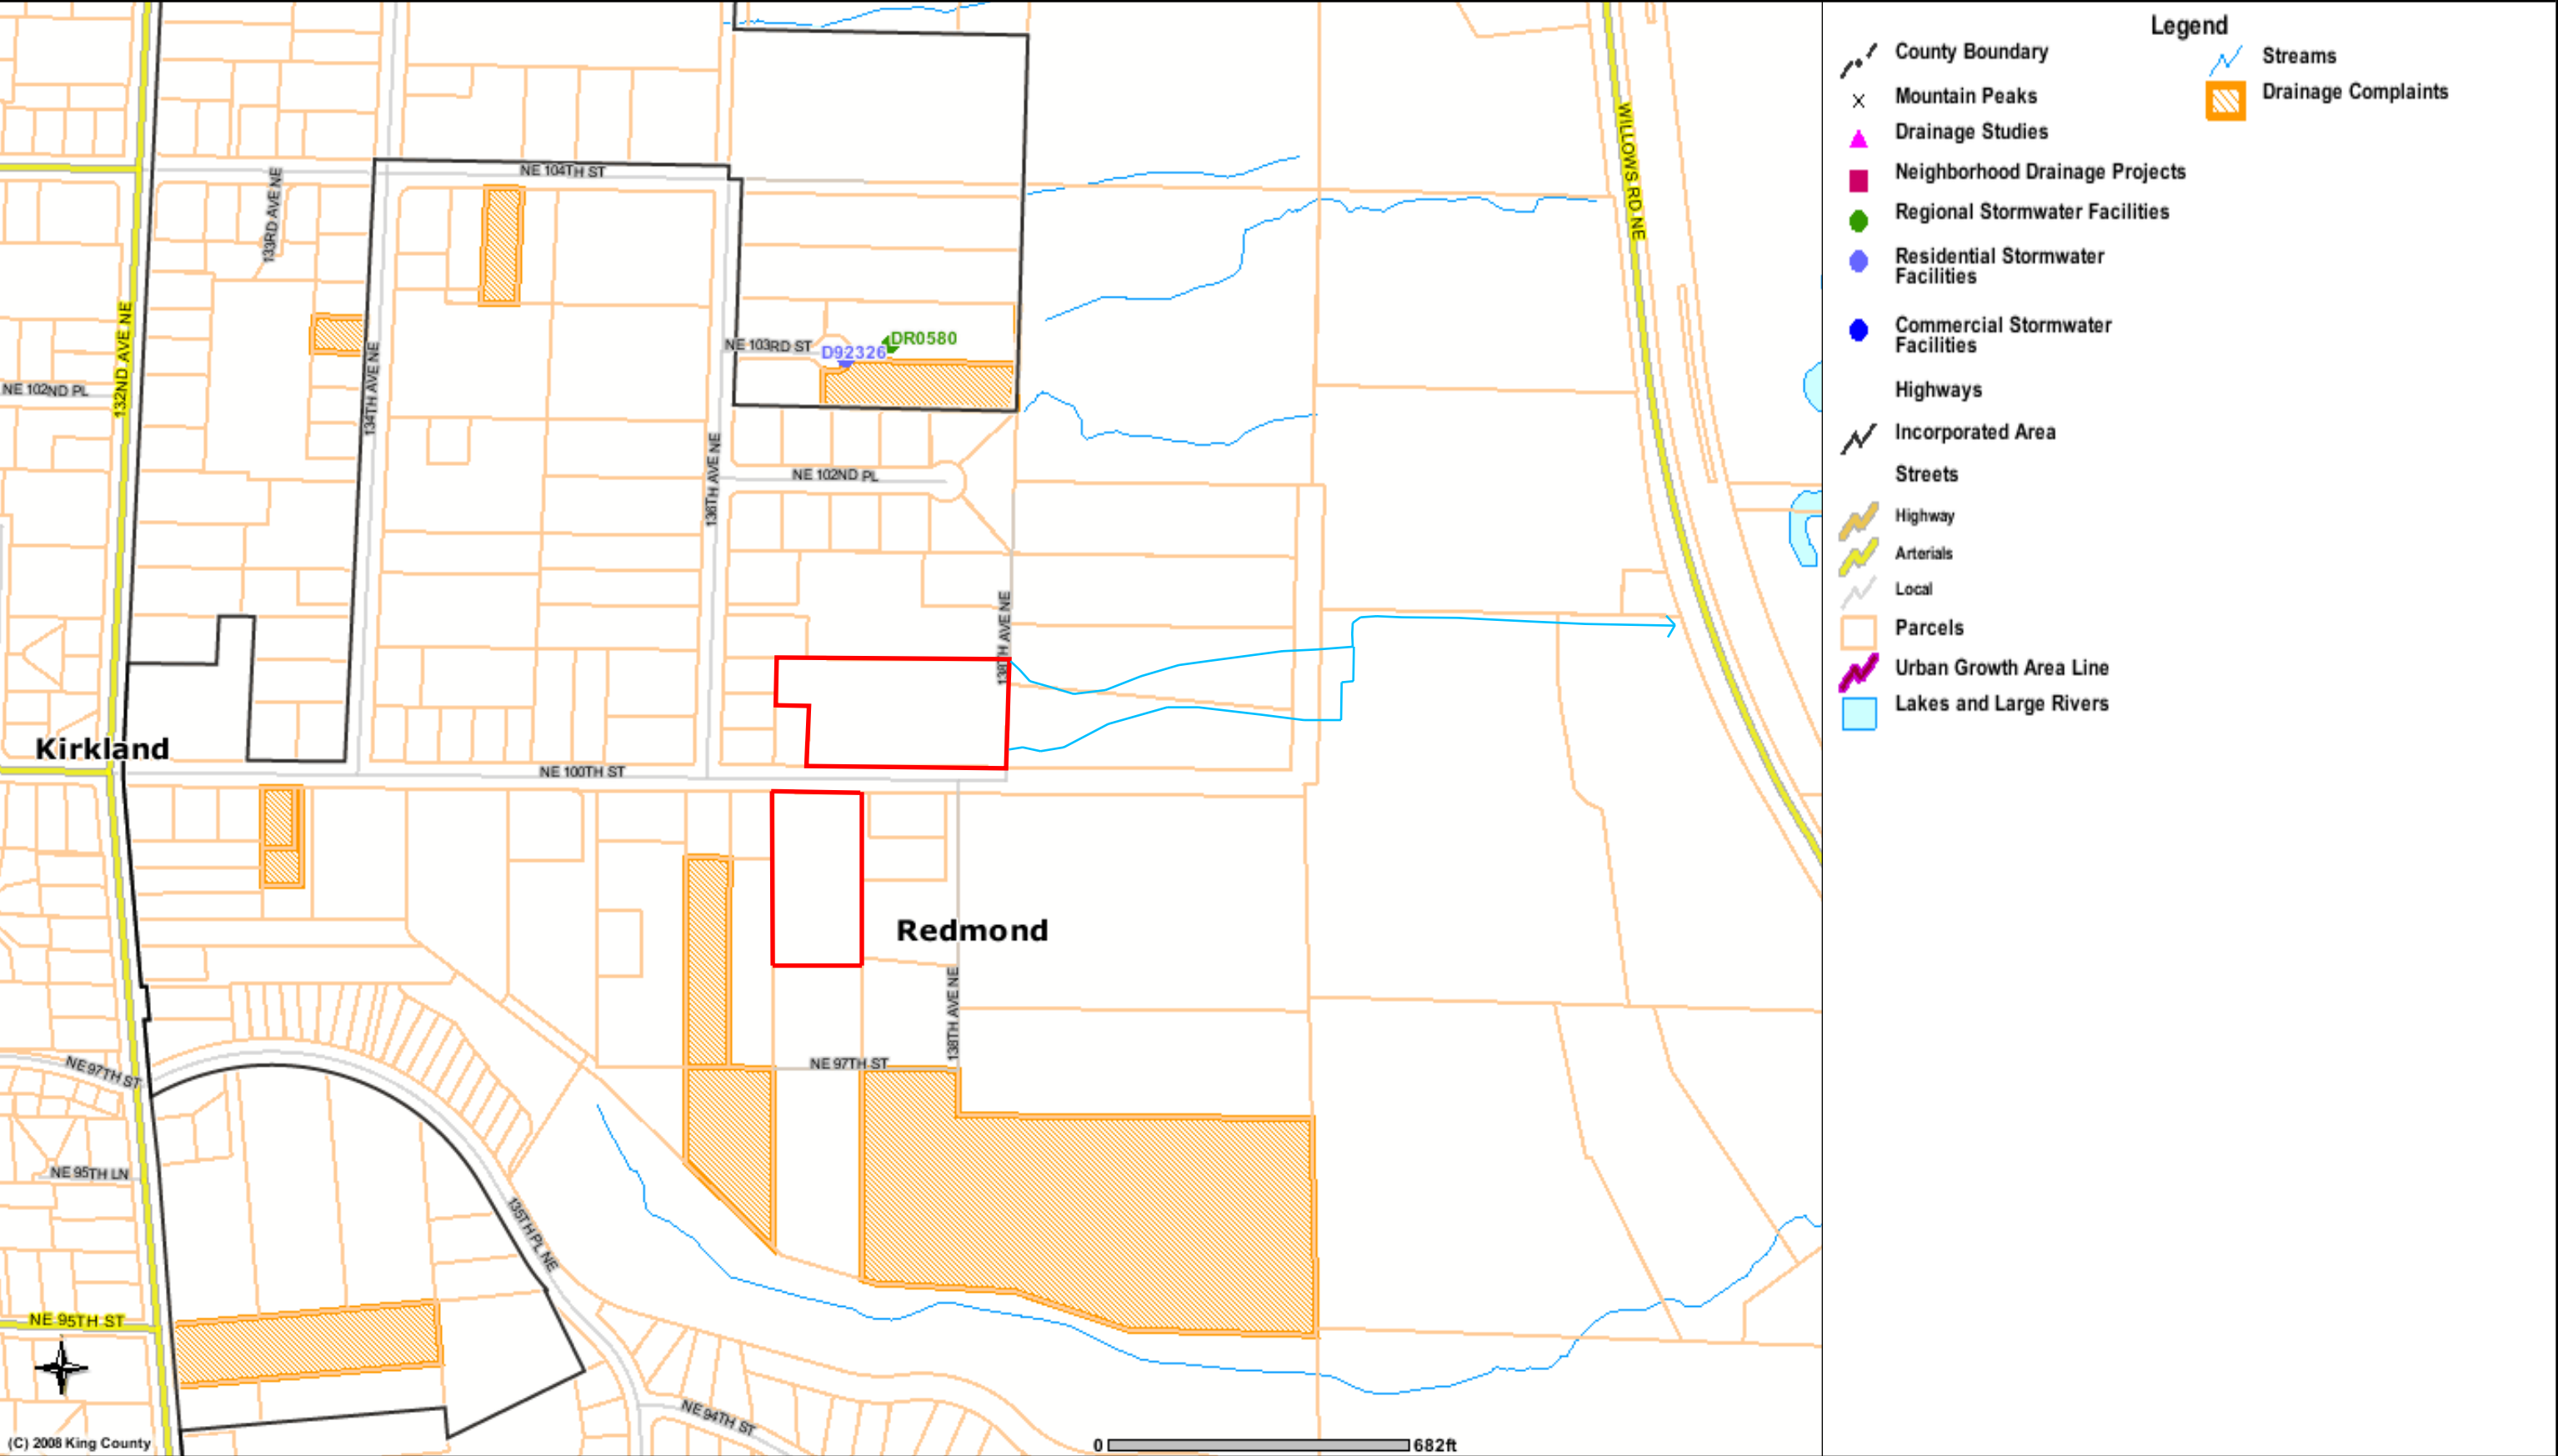 WILLOWS RD NE
NE 104TH ST
133RD AVE NE
132ND AVE NE
134TH AVE NE
NE 103RD ST
DR0580
D92326
NE 102ND PL
136TH AVE NE
NE 102ND PL
138TH AVE NE
Kirkland
NE 100TH ST
Redmond
138TH AVE NE
NE 97TH ST
NE 97TH ST
NE 95TH LN
135TH PL NE
NE 95TH ST
NE 94TH ST
(C) 2008 King County
0 682ft
Legend
County Boundary
Mountain Peaks
Drainage Studies
Neighborhood Drainage Projects
Regional Stormwater Facilities
Residential Stormwater
Facilities
Commercial Stormwater
Facilities
Highways
Incorporated Area
Streets
Highway
Arterials
Local
Parcels
Urban Growth Area Line
Lakes and Large Rivers
Streams
Drainage Complaints